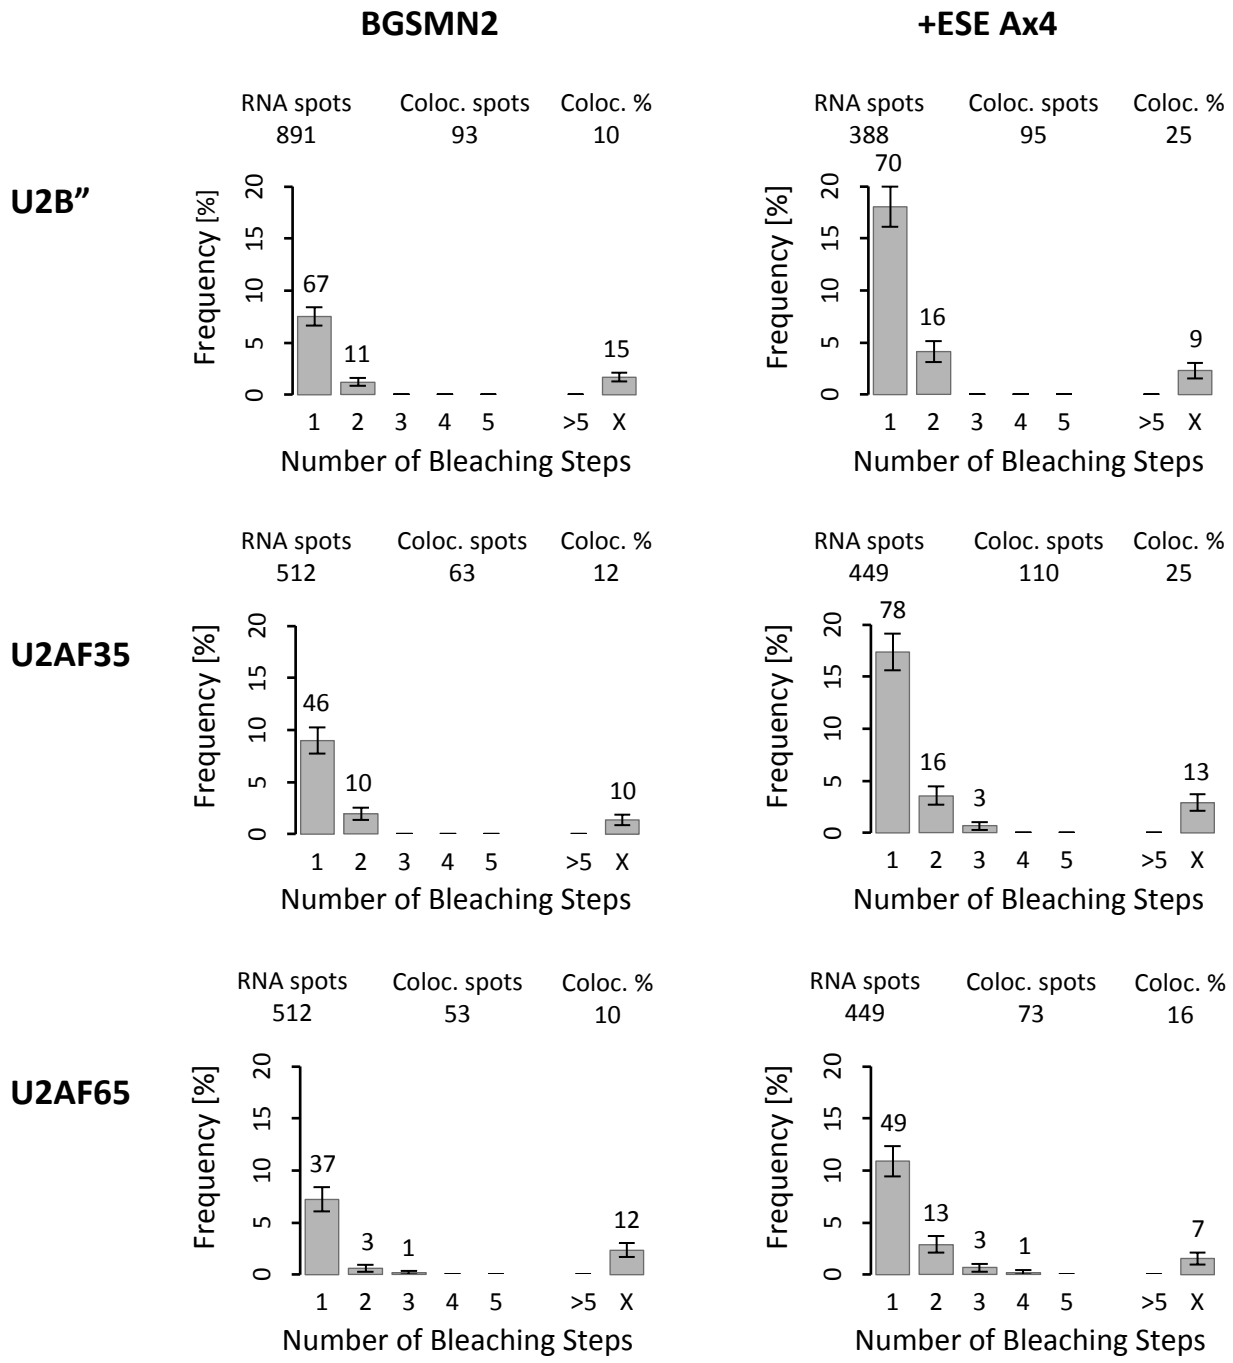 BGSMN2 +ESE Ax4
U2B”
RNA spots Coloc. spots Coloc. %
891 93 10
Frequency [%]
20
15
10
5
0
67
11
15
1 2 3 4 5 >5 X
Number of Bleaching Steps
RNA spots Coloc. spots Coloc. %
388 95 25
Frequency [%]
20
15
10
5
0
70
16
9
1 2 3 4 5 >5 X
Number of Bleaching Steps
U2AF35
RNA spots Coloc. spots Coloc. %
512 63 12
Frequency [%]
20
15
10
5
0
46
10
10
1 2 3 4 5 >5 X
Number of Bleaching Steps
RNA spots Coloc. spots Coloc. %
449 110 25
Frequency [%]
20
15
10
5
0
78
16
3
13
1 2 3 4 5 >5 X
Number of Bleaching Steps
U2AF65
RNA spots Coloc. spots Coloc. %
512 53 10
Frequency [%]
20
15
10
5
0
37
3
1
12
1 2 3 4 5 >5 X
Number of Bleaching Steps
RNA spots Coloc. spots Coloc. %
449 73 16
Frequency [%]
20
15
10
5
0
49
13
3
1
7
1 2 3 4 5 >5 X
Number of Bleaching Steps